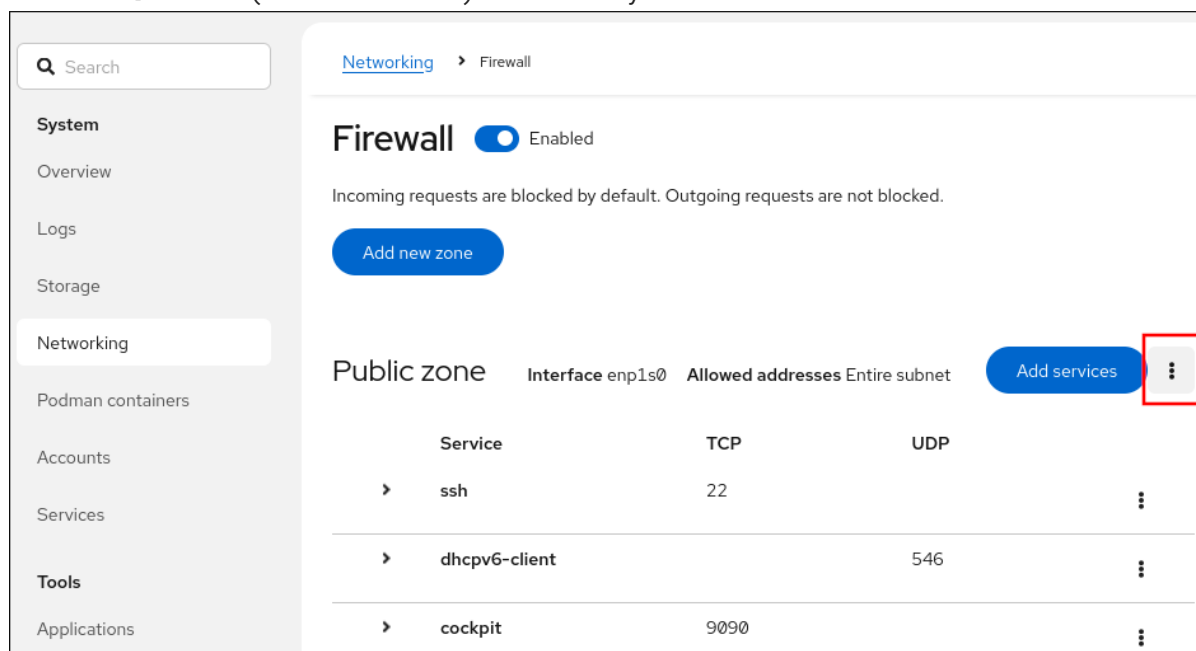 Search
Networking > Firewall
System
Overview
Logs
Storage
Networking
Podman containers
Accounts
Services
Tools
Applications
Firewall Enabled
Incoming requests are blocked by default. Outgoing requests are not blocked.
Add new zone
Public zone Interface enp1s0 Allowed addresses Entire subnet Add services
Service TCP UDP
ssh 22
dhcpv6-client 546
cockpit 9090